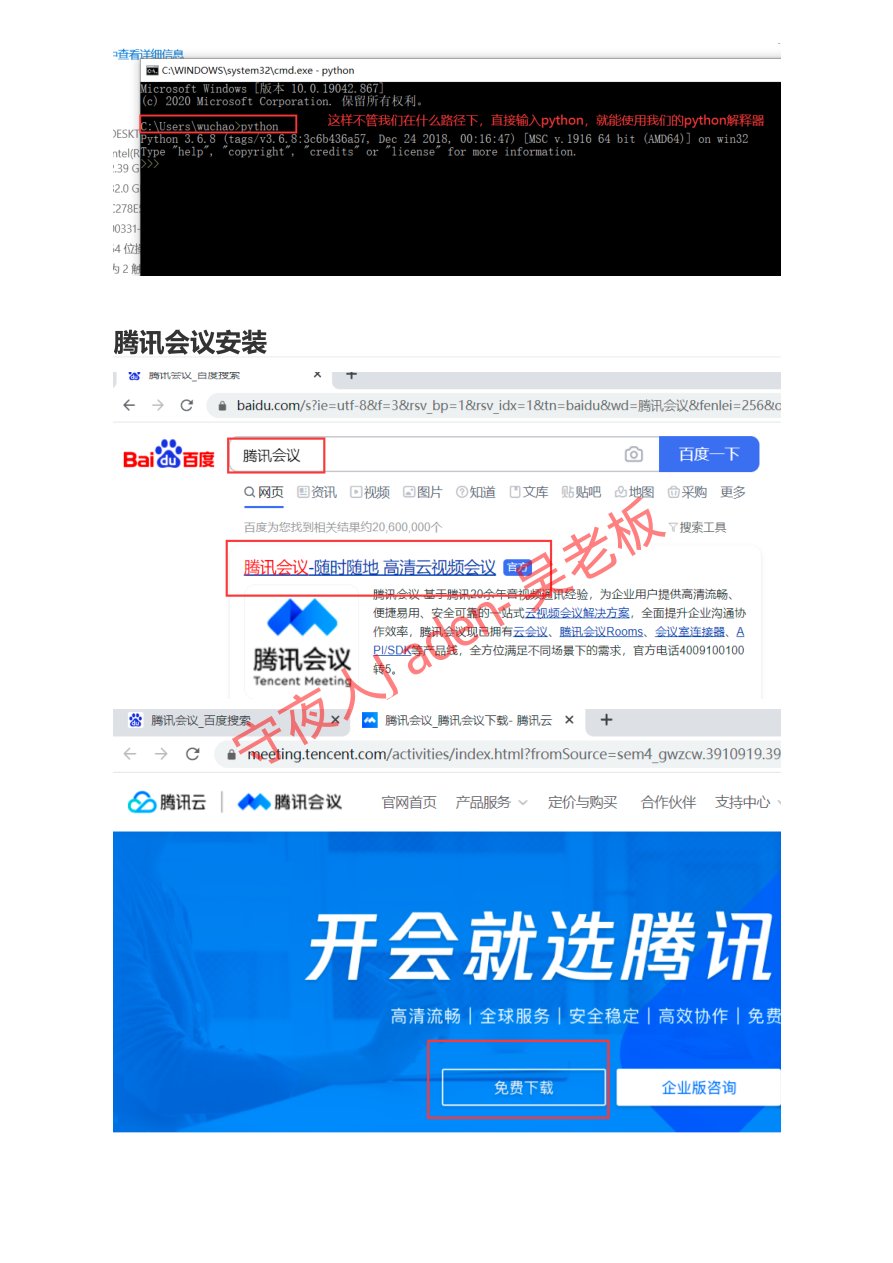 中查看详细信息
C:\WINDOWS\system32\cmd.exe - python
Microsoft Windows [版本 10.0.19042.867]
(c) 2020 Microsoft Corporation. 保留所有权利。
这样不管我们在什么路径下，直接输入python，就能使用我们的python解释器
C:\Users\wuchao>python
Python 3.6.8 (tags/v3.6.8:3c6b436a57, Dec 24 2018, 00:16:47) [MSC v.1916 64 bit (AMD64)] on win32
Type "help", "copyright", "credits" or "license" for more information.
>>>
DESKT
ntel(R
2.39 G
32.0 G
C278E
00331-
64 位操
为 2 触
腾讯会议安装
腾讯会议_百度搜索
baidu.com/s?ie=utf-8&f=3&rsv_bp=1&rsv_idx=1&tn=baidu&wd=腾讯会议&fenlei=256&o
Bai du 百度
腾讯会议
百度一下
网页 资讯 视频 图片 知道 文库 贴吧 地图 采购 更多
百度为您找到相关结果约20,600,000个
搜索工具
腾讯会议-随时随地 高清云视频会议 官方
腾讯会议-基于腾讯20余年音视频通讯经验，为企业用户提供高清流畅、
便捷易用、安全可靠的一站式云视频会议解决方案，全面提升企业沟通协
作效率，腾讯会议现已拥有云会议、腾讯会议Rooms、会议室连接器、A
PI/SDK等产品线，全方位满足不同场景下的需求，官方电话4009100100
转5。
腾讯会议
Tencent Meeting
守夜人Jaden-吴老板
腾讯会议_百度搜索
腾讯会议_腾讯会议下载- 腾讯云
meeting.tencent.com/activities/index.html?fromSource=sem4_gwzcw.3910919.39
腾讯云 | 腾讯会议 官网首页 产品服务 定价与购买 合作伙伴 支持中心
开会就选腾讯
高清流畅 | 全球服务 | 安全稳定 | 高效协作 | 免费
免费下载
企业版咨询